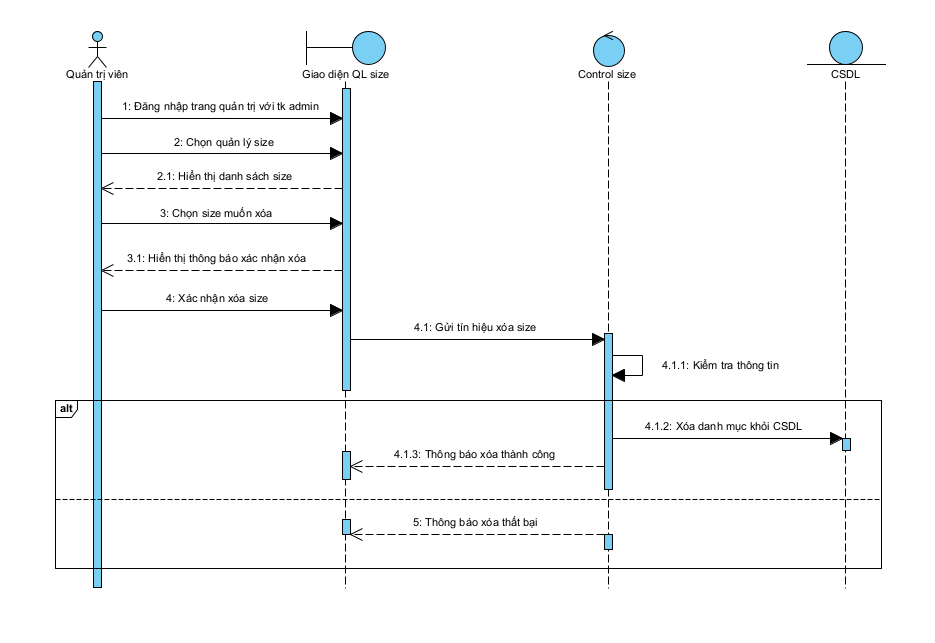 Quản trị viên
Giao diện QL size
Control size
CSDL
1: Đăng nhập trang quản trị với tk admin
2: Chọn quản lý size
2.1: Hiển thị danh sách size
3: Chọn size muốn xóa
3.1: Hiển thị thông báo xác nhận xóa
4: Xác nhận xóa size
4.1: Gửi tín hiệu xóa size
4.1.1: Kiểm tra thông tin
alt
4.1.2: Xóa danh mục khỏi CSDL
4.1.3: Thông báo xóa thành công
5: Thông báo xóa thất bại